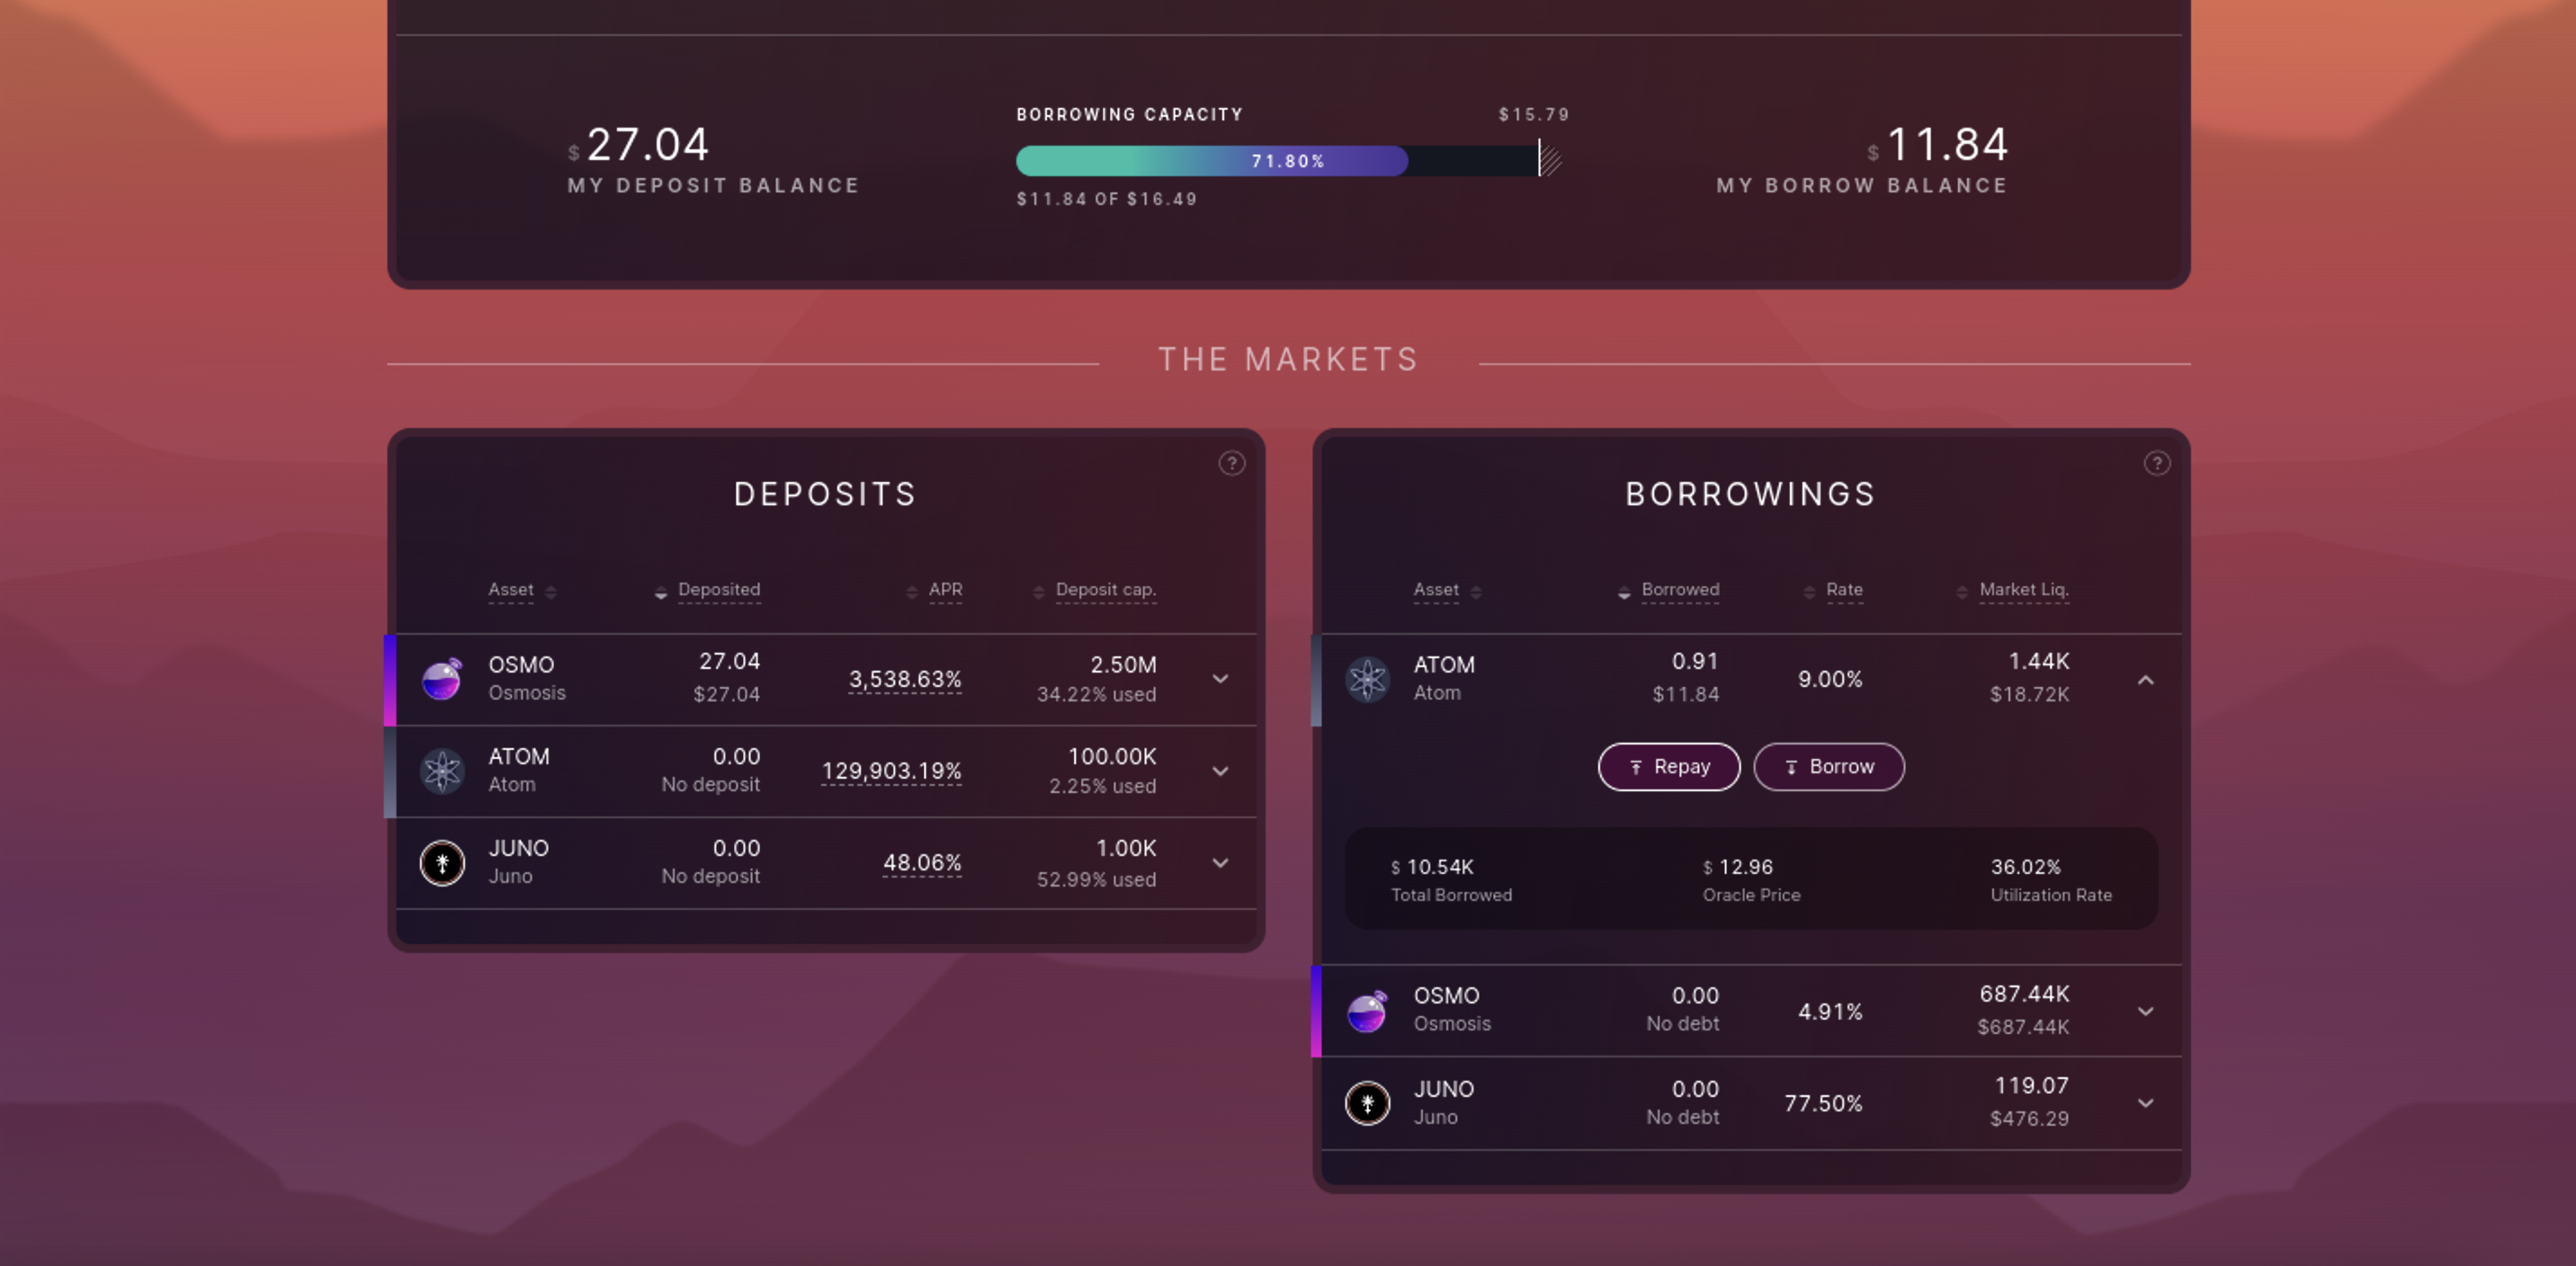 BORROWING CAPACITY $15.79
$27.04
MY DEPOSIT BALANCE
71.80%
$11.84 OF $16.49
$11.84
MY BORROW BALANCE
THE MARKETS
DEPOSITS
?
Asset Deposited APR Deposit cap.
OSMO 27.04 3,538.63% 2.50M
Osmosis $27.04 34.22% used
ATOM 0.00 129,903.19% 100.00K
Atom No deposit 2.25% used
JUNO 0.00 48.06% 1.00K
Juno No deposit 52.99% used
BORROWINGS
?
Asset Borrowed Rate Market Liq.
ATOM 0.91 9.00% 1.44K
Atom $11.84 $18.72K
Repay Borrow
$ 10.54K $ 12.96 36.02%
Total Borrowed Oracle Price Utilization Rate
OSMO 0.00 4.91% 687.44K
Osmosis No debt $687.44K
JUNO 0.00 77.50% 119.07
Juno No debt $476.29